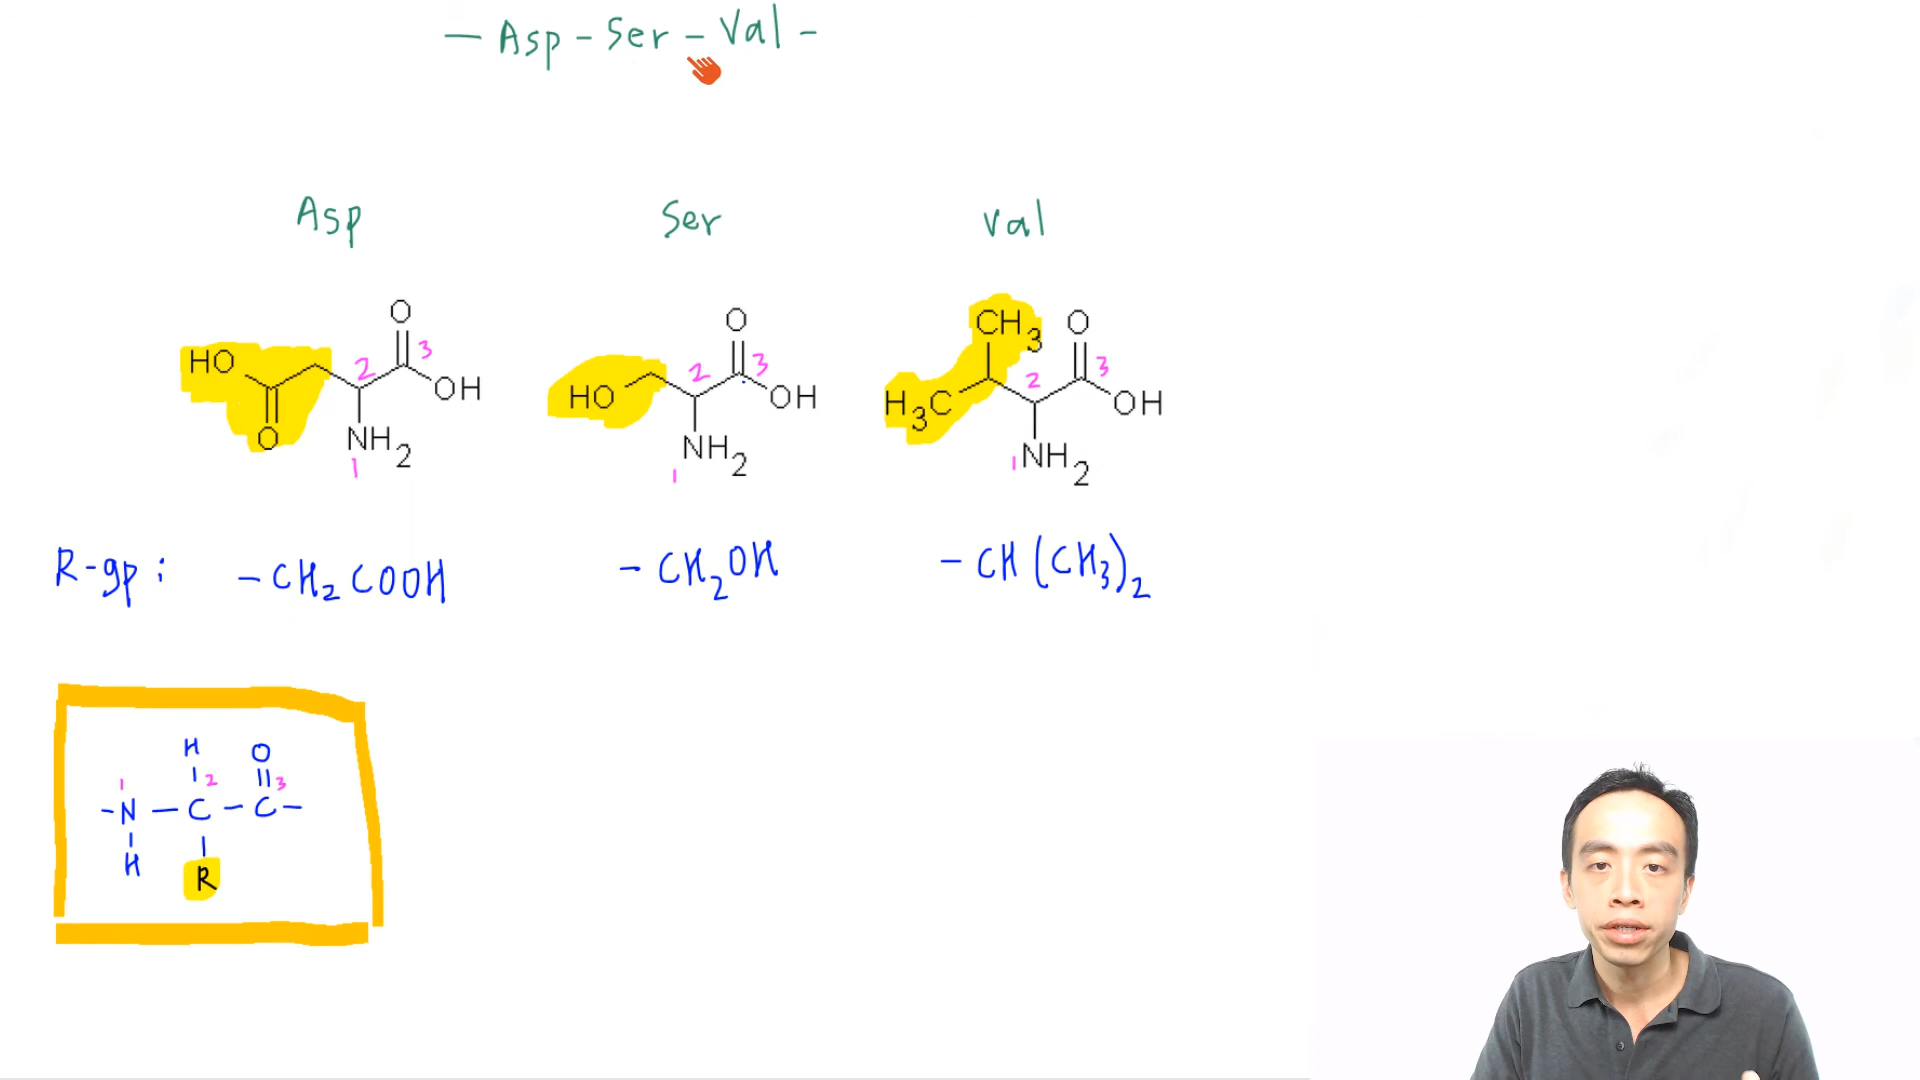 — Asp - Ser - Val -
Asp Ser Val
O O CH3 O
HO 2 3 2 3 2 3
OH HO OH H3C OH
O NH2 NH2 NH2
1 1 1
R-gp : -CH2COOH -CH2OH -CH(CH3)2
H O
1 2 3
-N-C-C-
H R